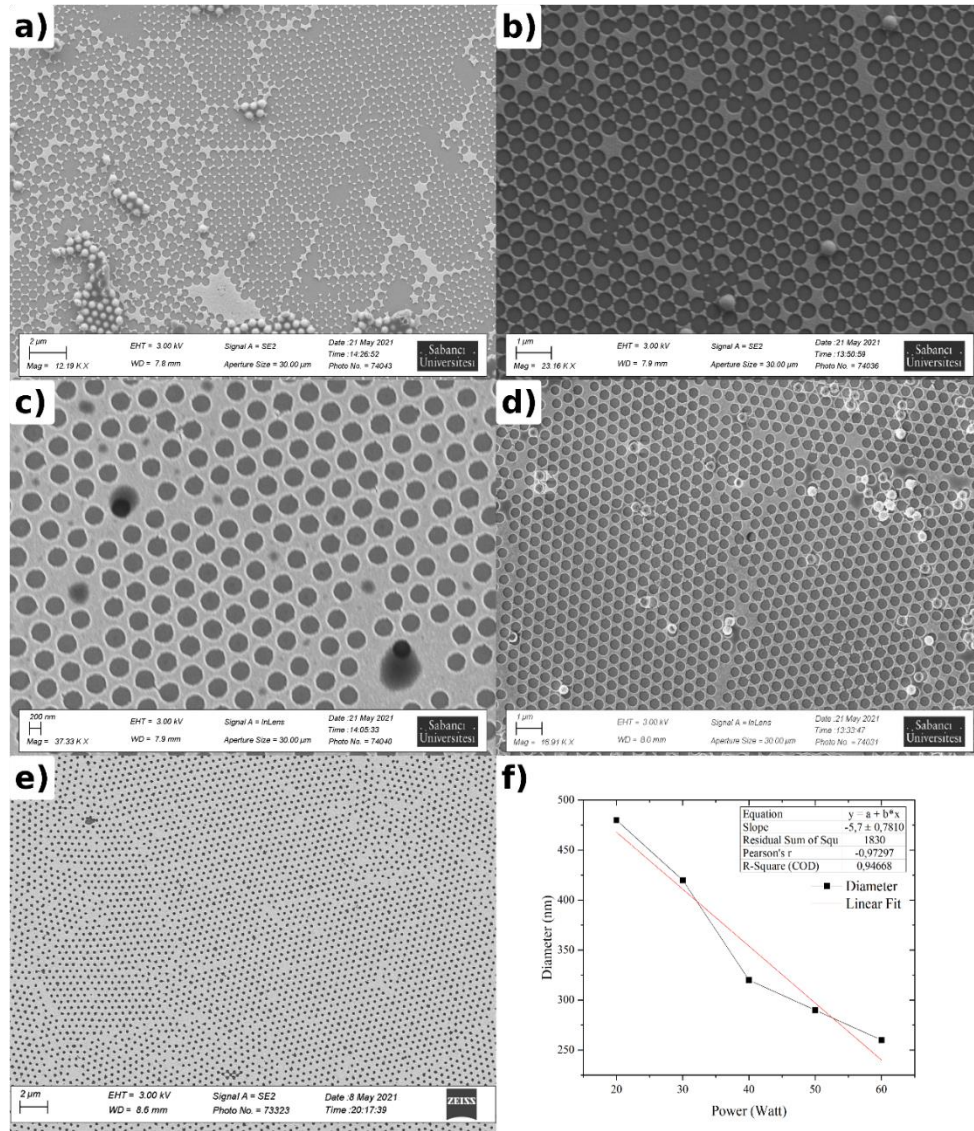 a)
2 µm
EHT = 3.00 kV
Signal A = SE2
Date :21 May 2021
Time :14:26:52
Mag = 12.19 K X
WD = 7.8 mm
Aperture Size = 30.00 µm
Photo No. = 74043
Sabancı
Üniversitesi
b)
1 µm
EHT = 3.00 kV
Signal A = SE2
Date :21 May 2021
Time :13:50:59
Mag = 23.16 K X
WD = 7.9 mm
Aperture Size = 30.00 µm
Photo No. = 74036
Sabancı
Üniversitesi
c)
200 nm
EHT = 3.00 kV
Signal A = InLens
Date :21 May 2021
Time :14:05:33
Mag = 37.33 K X
WD = 7.9 mm
Aperture Size = 30.00 µm
Photo No. = 74040
Sabancı
Üniversitesi
d)
1 µm
EHT = 3.00 kV
Signal A = InLens
Date :21 May 2021
Time :13:33:47
Mag = 16.91 K X
WD = 8.0 mm
Aperture Size = 30.00 µm
Photo No. = 74031
Sabancı
Üniversitesi
e)
2 µm
EHT = 3.00 kV
Signal A = SE2
Date :8 May 2021
WD = 8.6 mm
Photo No. = 73323
Time :20:17:39
ZEISS
f)
Equation y = a + b*x
Slope -5,7 ± 0,7810
Residual Sum of Squ 1830
Pearson's r -0,97297
R-Square (COD) 0,94668
Diameter
Linear Fit
500
450
400
350
300
250
Diameter (nm)
20 30 40 50 60
Power (Watt)